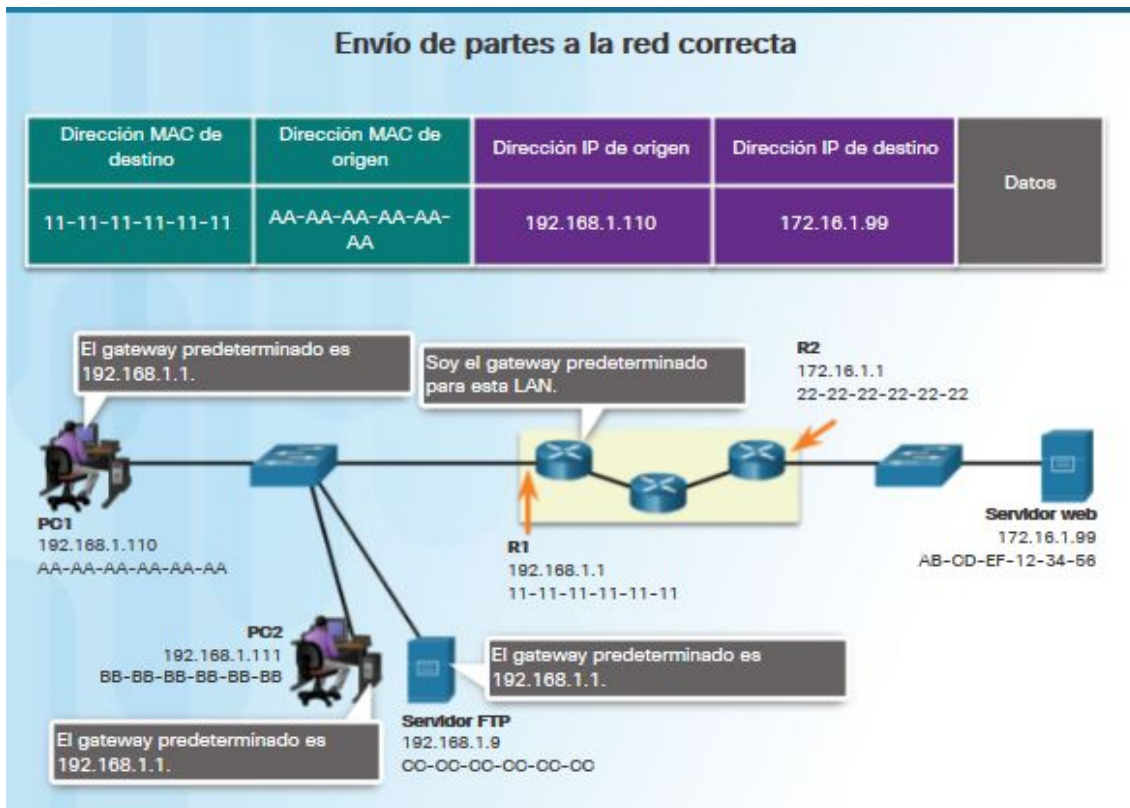 Envío de partes a la red correcta
Dirección MAC de
destino
Dirección MAC de
origen
Dirección IP de origen
Dirección IP de destino
Datos
11-11-11-11-11-11
AA-AA-AA-AA-AA-
AA
192.168.1.110
172.16.1.99
El gateway predeterminado es
192.168.1.1.
Soy el gateway predeterminado
para esta LAN.
R2
172.16.1.1
22-22-22-22-22-22
PC1
192.168.1.110
AA-AA-AA-AA-AA-AA
R1
192.168.1.1
11-11-11-11-11-11
Servidor web
172.16.1.99
AB-CD-EF-12-34-56
PC2
192.168.1.111
BB-BB-BB-BB-BB-BB
El gateway predeterminado es
192.168.1.1.
Servidor FTP
192.168.1.9
CC-CC-CC-CC-CC-CC
El gateway predeterminado es
192.168.1.1.